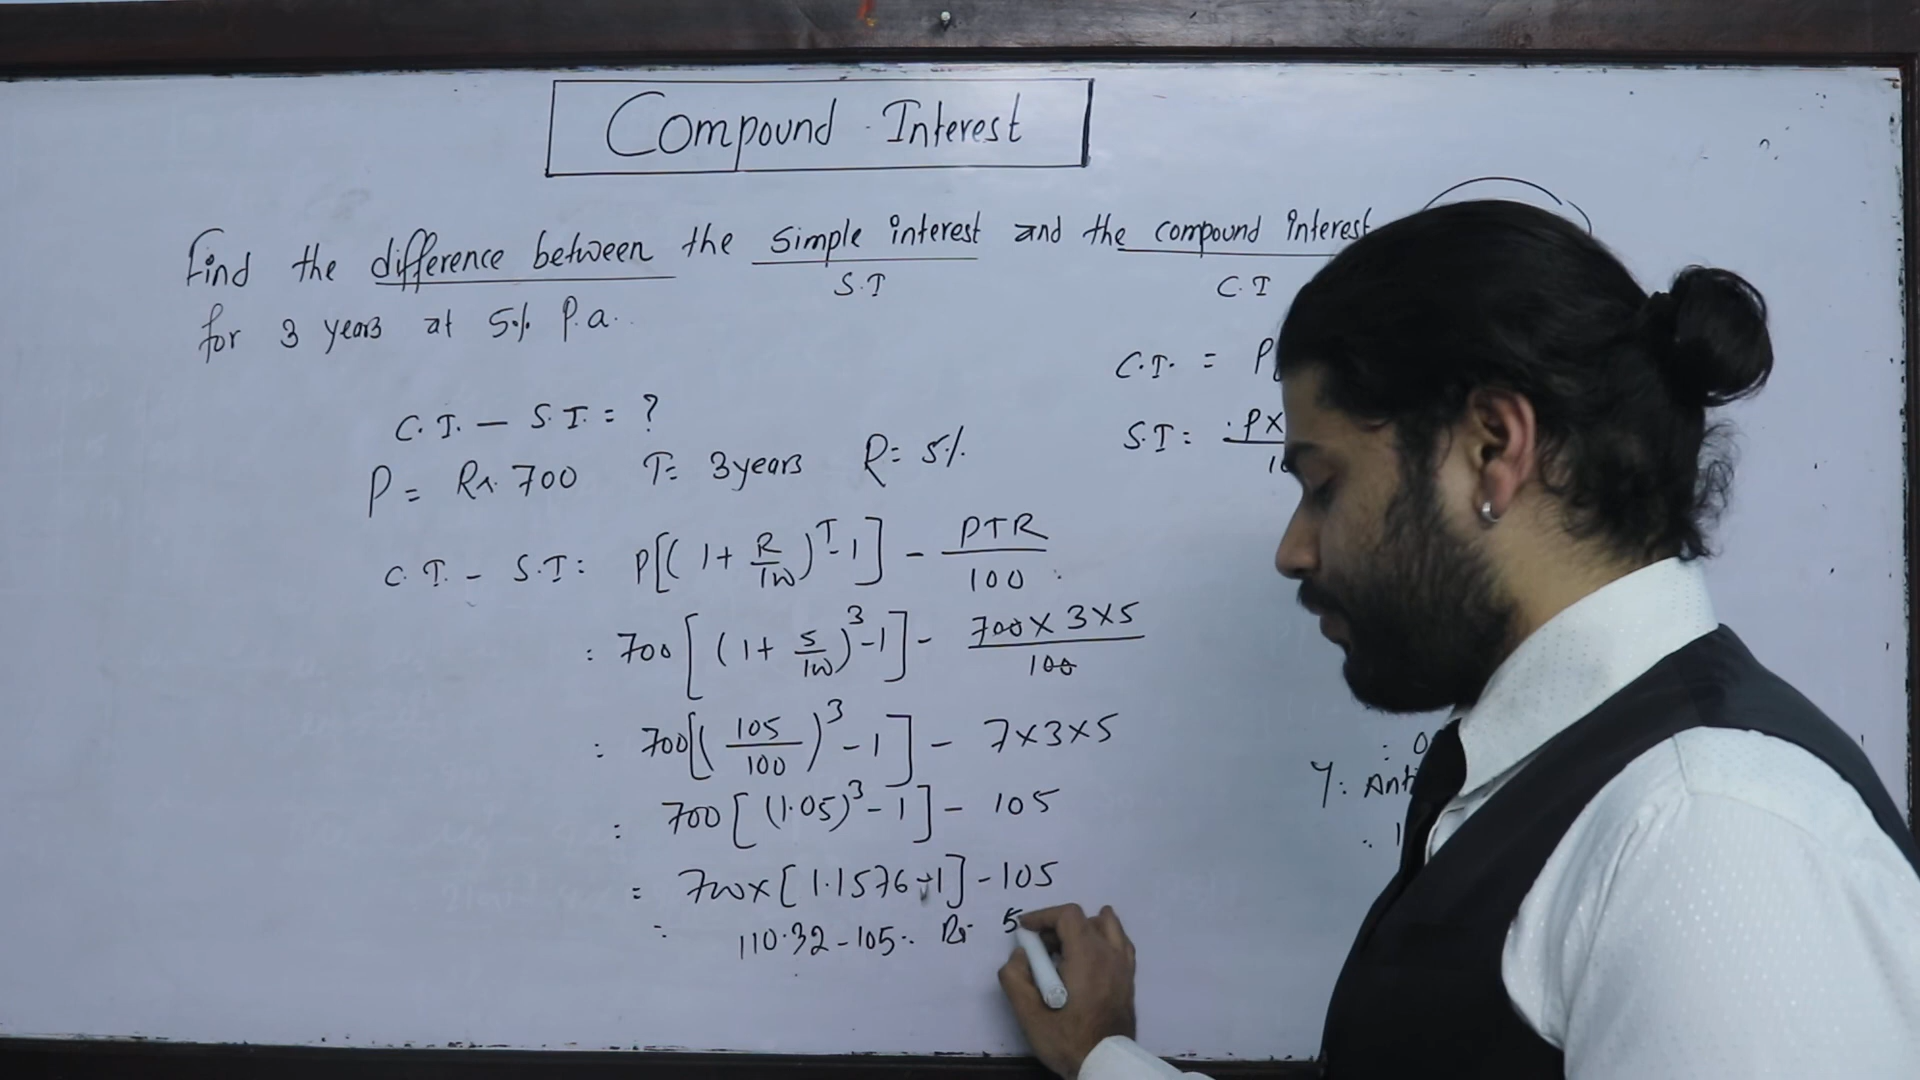 Compound Interest
Find the difference between the simple interest and the compound interest
S.I C.I
for 3 years at 5% P.a.
C.I. = P
C.I. - S.I. = ?
S.I = P×
10
P = Rs. 700 T= 3years R= 5%
C.I. - S.I = P[(1+R/100)^T-1] - PTR/100
= 700[(1+5/100)^3-1] - 700×3×5/100
= 700[(105/100)^3-1] - 7×3×5
= 700[(1.05)^3-1] - 105
= 700×[1.1576-1]-105
= 110.32-105 = Rs 5